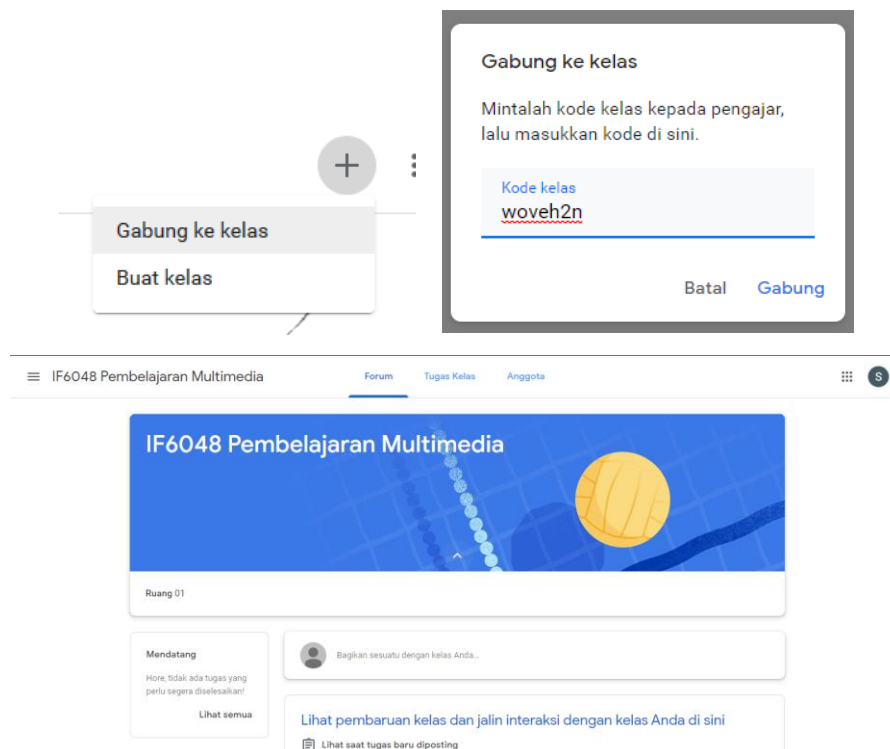 Gabung ke kelas
Buat kelas
Gabung ke kelas
Mintalah kode kelas kepada pengajar,
lalu masukkan kode di sini.
Kode kelas
woveh2n
Batal Gabung
IF6048 Pembelajaran Multimedia Forum Tugas Kelas Anggota S
IF6048 Pembelajaran Multimedia
Ruang 01
Mendatang
Hore, tidak ada tugas yang
perlu segera diselesaikan!
Lihat semua
Bagikan sesuatu dengan kelas Anda...
Lihat pembaruan kelas dan jalin interaksi dengan kelas Anda di sini
Lihat saat tugas baru diposting